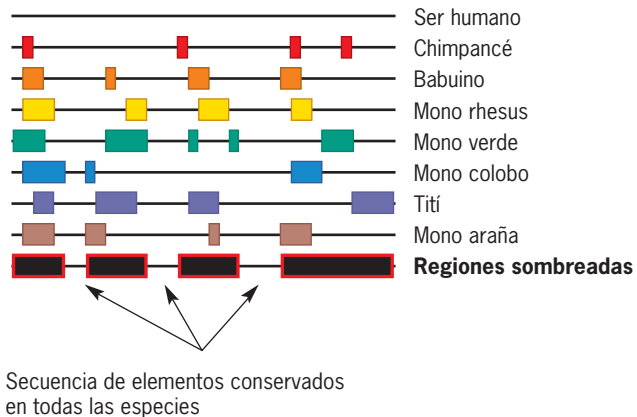 Ser humano
Chimpancé
Babuino
Mono rhesus
Mono verde
Mono colobo
Tití
Mono araña
Regiones sombreadas
Secuencia de elementos conservados
en todas las especies